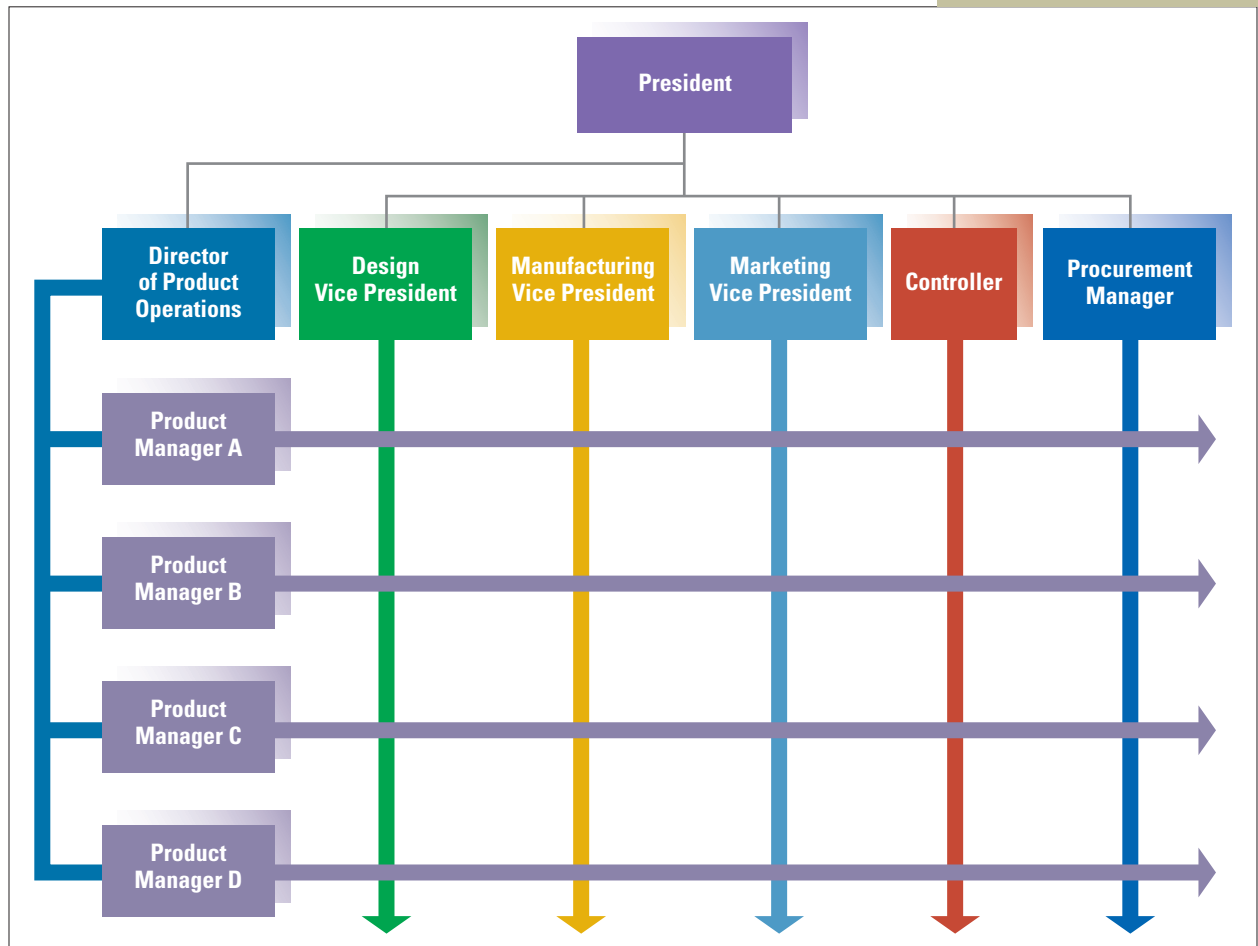 President
Director
of Product
Operations
Design
Vice President
Manufacturing
Vice President
Marketing
Vice President
Controller
Procurement
Manager
Product
Manager A
Product
Manager B
Product
Manager C
Product
Manager D